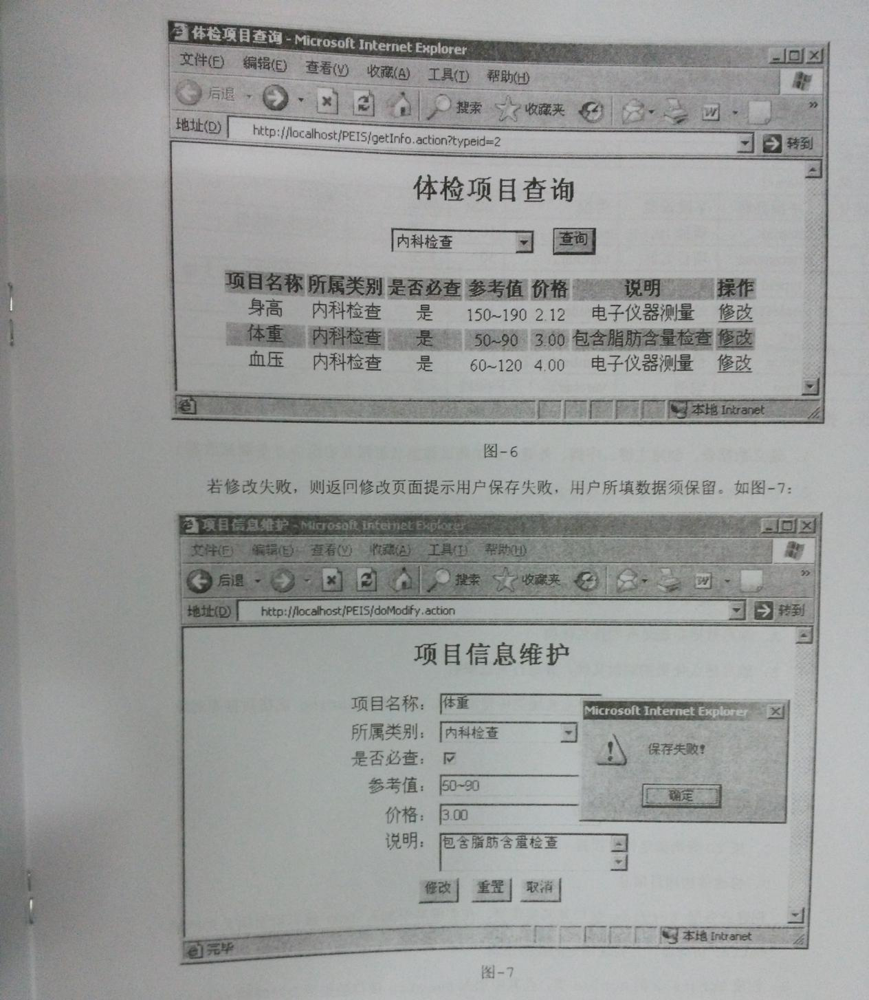 体检项目查询 - Microsoft Internet Explorer
文件(F) 编辑(E) 查看(V) 收藏(A) 工具(T) 帮助(H)
后退 搜索 收藏夹 W »
地址(D) http://localhost/PEIS/getInfo.action?typeid=2 转到
体检项目查询
内科检查 查询
项目名称 所属类别 是否必查 参考值 价格 说明 操作
身高 内科检查 是 150~190 2.12 电子仪器测量 修改
体重 内科检查 是 50~90 3.00 包含脂肪含量检查 修改
血压 内科检查 是 60~120 4.00 电子仪器测量 修改
本地 Intranet
图-6
若修改失败，则返回修改页面提示用户保存失败，用户所填数据须保留。如图-7：
项目信息维护 - Microsoft Internet Explorer
文件(F) 编辑(E) 查看(V) 收藏(A) 工具(T) 帮助(H)
后退 搜索 收藏夹 W »
地址(D) http://localhost/PEIS/doModify.action 转到
项目信息维护
项目名称： 体重
Microsoft Internet Explorer
所属类别： 内科检查
保存失败!
是否必查：
参考值： 50~90
确定
价格： 3.00
说明： 包含脂肪含量检查
修改 重置 取消
完毕 本地 Intranet
图-7